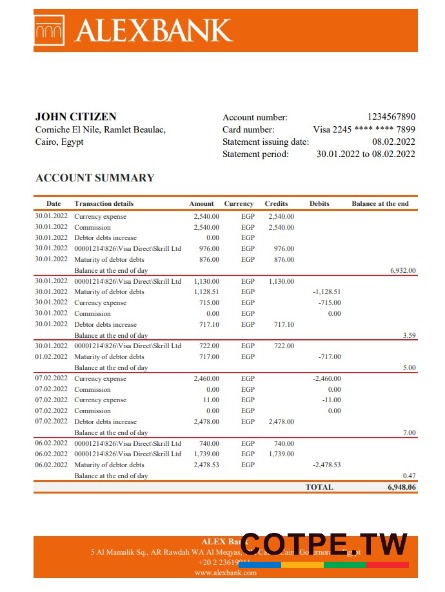 ALEXBANK
JOHN CITIZEN
Corniche El Nile, Ramlet Beaulac,
Cairo, Egypt
Account number: 1234567890
Card number: Visa 2245 **** **** 7899
Statement issuing date: 08.02.2022
Statement period: 30.01.2022 to 08.02.2022
ACCOUNT SUMMARY
Date Transaction details Amount Currency Credits Debits Balance at the end
30.01.2022 Currency expense 2,540.00 EGP 2,540.00
30.01.2022 Commission 2,540.00 EGP 2,540.00
30.01.2022 Debtor debts increase 0.00 EGP 0.00
30.01.2022 00001214\826\Visa Direct\Skrill Ltd 976.00 EGP 976.00
30.01.2022 Maturity of debtor debts 876.00 EGP 876.00
Balance at the end of day 6,932.00
30.01.2022 00001214\826\Visa Direct\Skrill Ltd 1,130.00 EGP 1,130.00
30.01.2022 Maturity of debtor debts 1,128.51 EGP -1,128.51
30.01.2022 Currency expense 715.00 EGP -715.00
30.01.2022 Commission 0.00 EGP 0.00
30.01.2022 Debtor debts increase 717.10 EGP 717.10
Balance at the end of day 3.59
30.01.2022 00001214\826\Visa Direct\Skrill Ltd 722.00 EGP 722.00
01.02.2022 Maturity of debtor debts 717.00 EGP -717.00
Balance at the end of day 5.00
07.02.2022 Currency expense 2,460.00 EGP -2,460.00
07.02.2022 Commission 0.00 EGP 0.00
07.02.2022 Currency expense 11.00 EGP -11.00
07.02.2022 Commission 0.00 EGP 0.00
07.02.2022 Debtor debts increase 2,478.00 EGP 2,478.00
Balance at the end of day 7.00
06.02.2022 00001214\826\Visa Direct\Skrill Ltd 740.00 EGP 740.00
06.02.2022 00001214\826\Visa Direct\Skrill Ltd 1,739.00 EGP 1,739.00
06.02.2022 Maturity of debtor debts 2,478.53 EGP -2,478.53
Balance at the end of day 0.47
TOTAL 6,948.06
ALEX Bank
5 Al Mamalik Sq., AR Rawdah WA Al
+20 2
www.alexbank.com
COTPE.TW